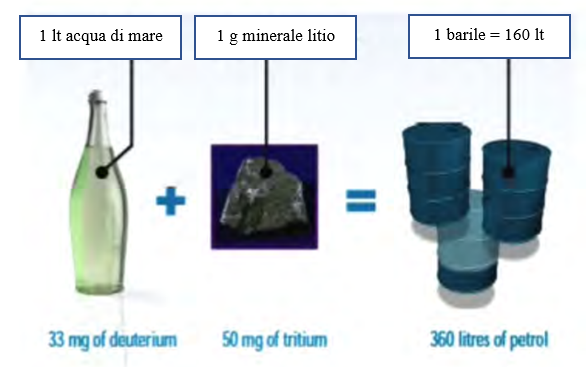 1 lt acqua di mare
1 g minerale litio
1 barile = 160 lt
33 mg of deuterium
50 mg of tritium
360 litres of petrol